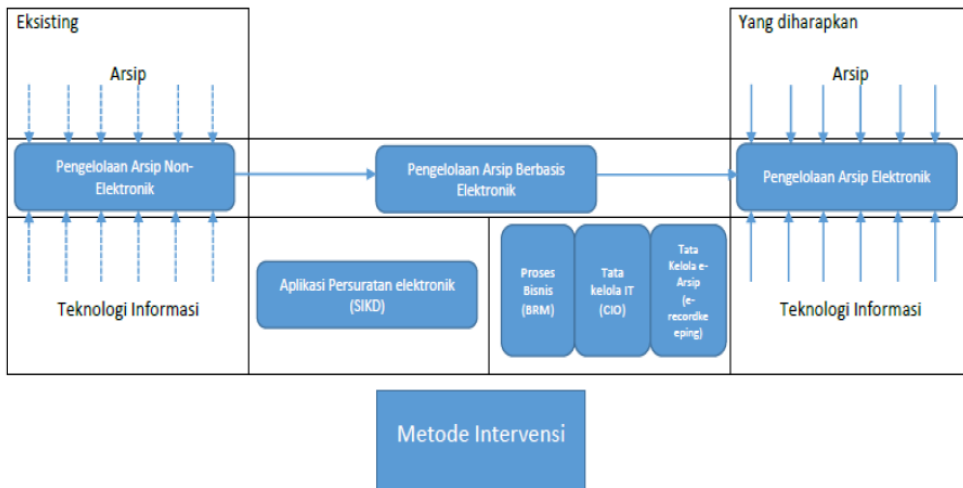 Eksisting
Arsip
Pengelolaan Arsip Non-
Elektronik
Teknologi Informasi
Pengelolaan Arsip Berbasis
Elektronik
Aplikasi Persuratan elektronik
(SIKD)
Proses
Bisnis
(BRM)
Tata
kelola IT
(CIO)
Tata
Kelola e-
Arsip
(e-
recordke
eping)
Yang diharapkan
Arsip
Pengelolaan Arsip Elektronik
Teknologi Informasi
Metode Intervensi